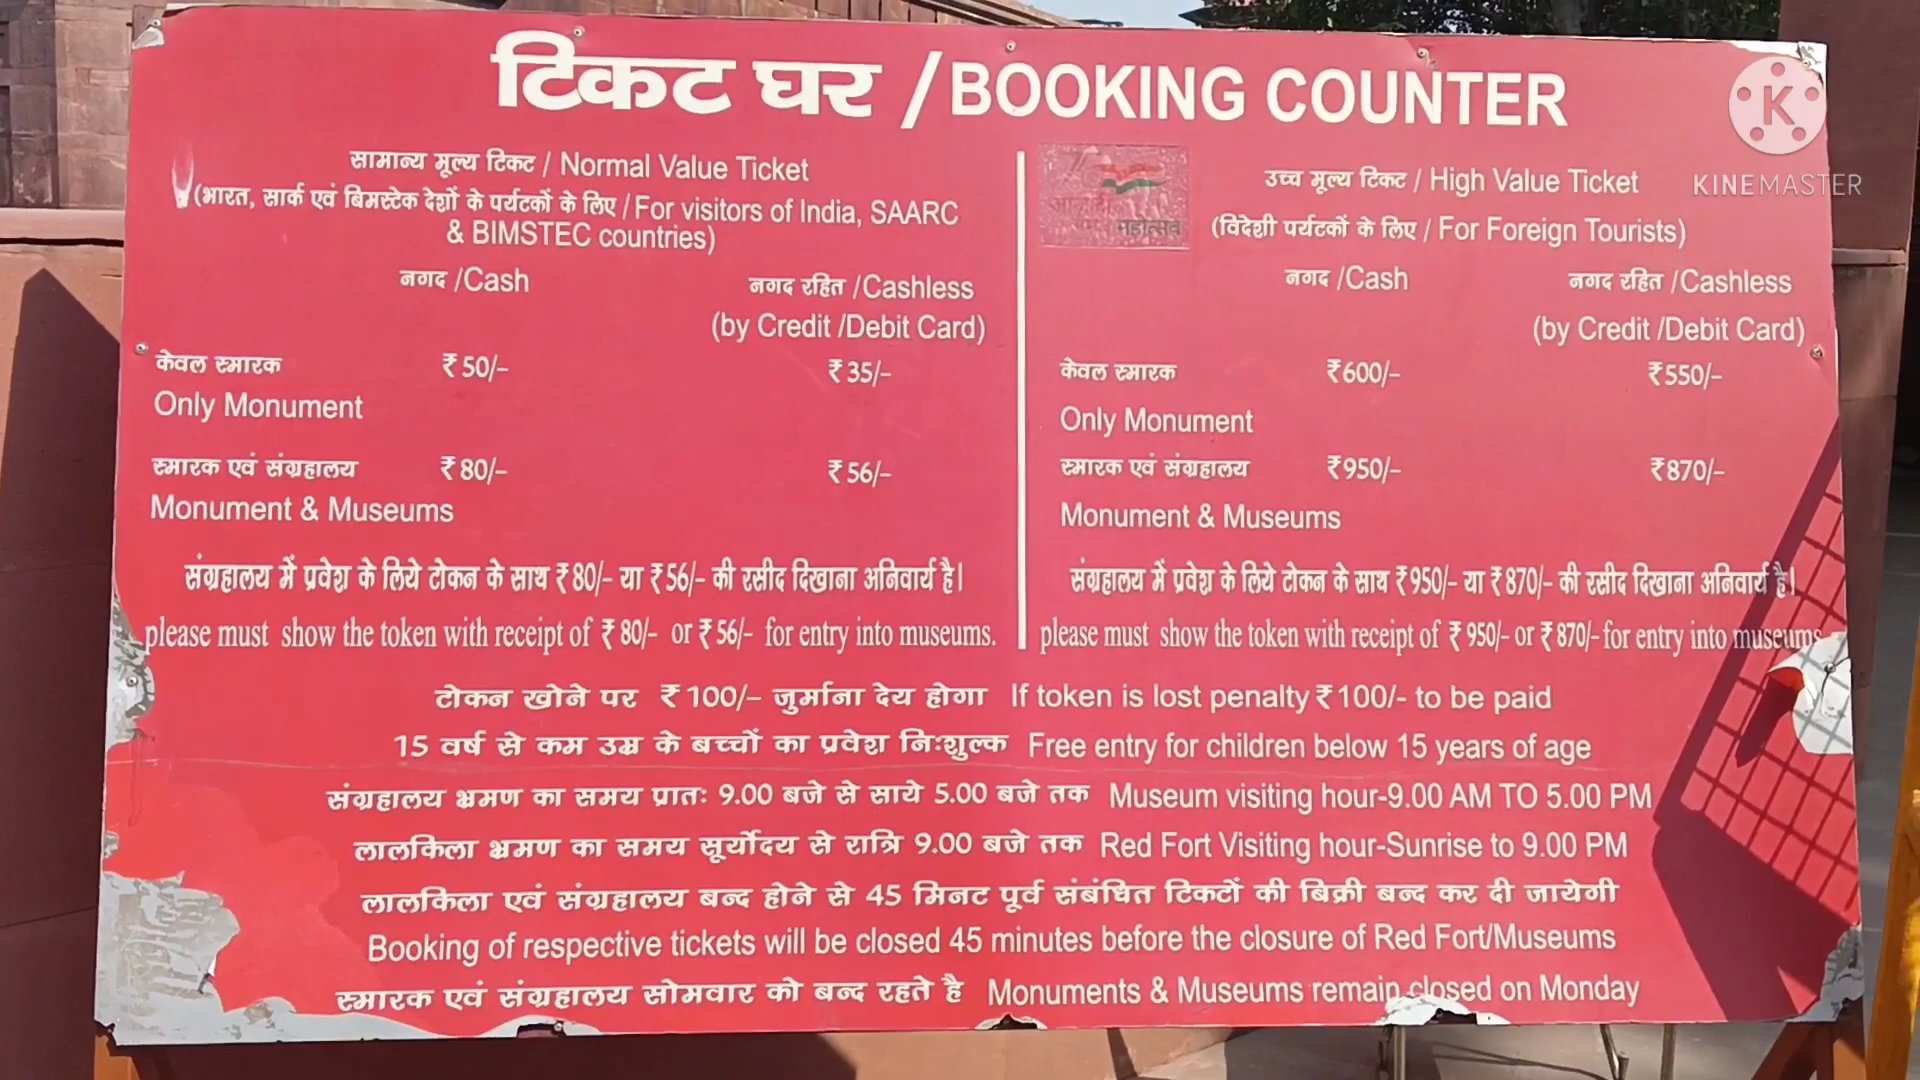 टिकट घर / BOOKING COUNTER
KINEMASTER
सामान्य मूल्य टिकट / Normal Value Ticket
(भारत, सार्क एवं बिमस्टेक देशों के पर्यटकों के लिए / For visitors of India, SAARC
& BIMSTEC countries)
नगद /Cash
नगद रहित /Cashless
(by Credit /Debit Card)
केवल स्मारक ₹ 50/- ₹ 35/-
Only Monument
स्मारक एवं संग्रहालय ₹ 80/- ₹ 56/-
Monument & Museums
संग्रहालय में प्रवेश के लिये टोकन के साथ ₹ 80/- या ₹ 56/- की रसीद दिखाना अनिवार्य है।
please must show the token with receipt of ₹ 80/- or ₹ 56/- for entry into museums.
महोत्सव
उच्च मूल्य टिकट / High Value Ticket
(विदेशी पर्यटकों के लिए / For Foreign Tourists)
नगद /Cash
नगद रहित /Cashless
(by Credit /Debit Card)
केवल स्मारक ₹600/- ₹550/-
Only Monument
स्मारक एवं संग्रहालय ₹950/- ₹870/-
Monument & Museums
संग्रहालय में प्रवेश के लिये टोकन के साथ ₹ 950/- या ₹ 870/- की रसीद दिखाना अनिवार्य है।
please must show the token with receipt of ₹ 950/- or ₹ 870/- for entry into museums
टोकन खोने पर ₹ 100/- जुर्माना देय होगा If token is lost penalty ₹ 100/- to be paid
15 वर्ष से कम उम्र के बच्चों का प्रवेश निःशुल्क Free entry for children below 15 years of age
संग्रहालय भ्रमण का समय प्रातः 9.00 बजे से सायें 5.00 बजे तक Museum visiting hour-9.00 AM TO 5.00 PM
लालकिला भ्रमण का समय सूर्योदय से रात्रि 9.00 बजे तक Red Fort Visiting hour-Sunrise to 9.00 PM
लालकिला एवं संग्रहालय बन्द होने से 45 मिनट पूर्व संबंधित टिकटों की बिक्री बन्द कर दी जायेगी
Booking of respective tickets will be closed 45 minutes before the closure of Red Fort/Museums
स्मारक एवं संग्रहालय सोमवार को बन्द रहते है Monuments & Museums remain closed on Monday